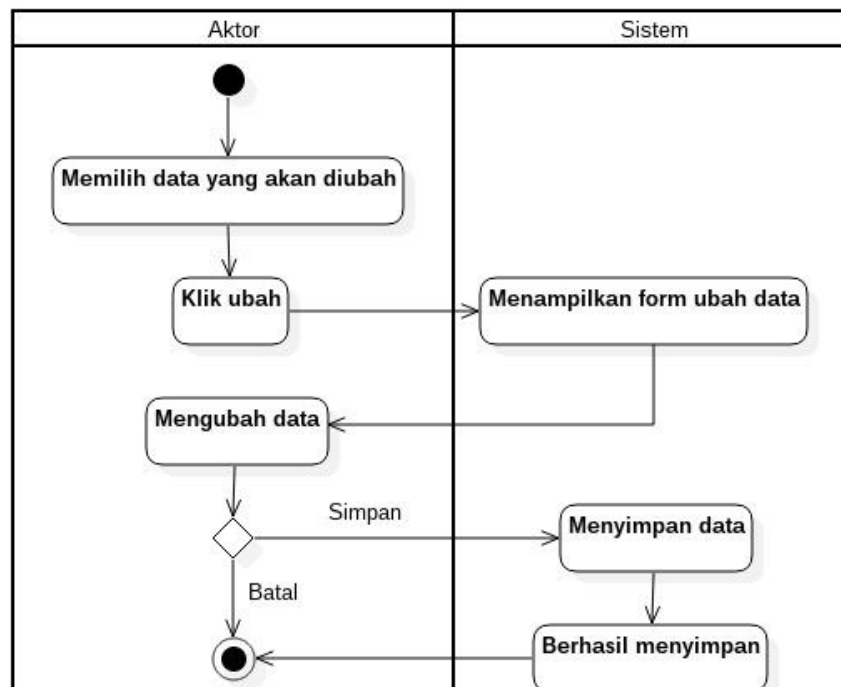 Aktor
Sistem
Memilih data yang akan diubah
Klik ubah
Menampilkan form ubah data
Mengubah data
Simpan
Menyimpan data
Batal
Berhasil menyimpan